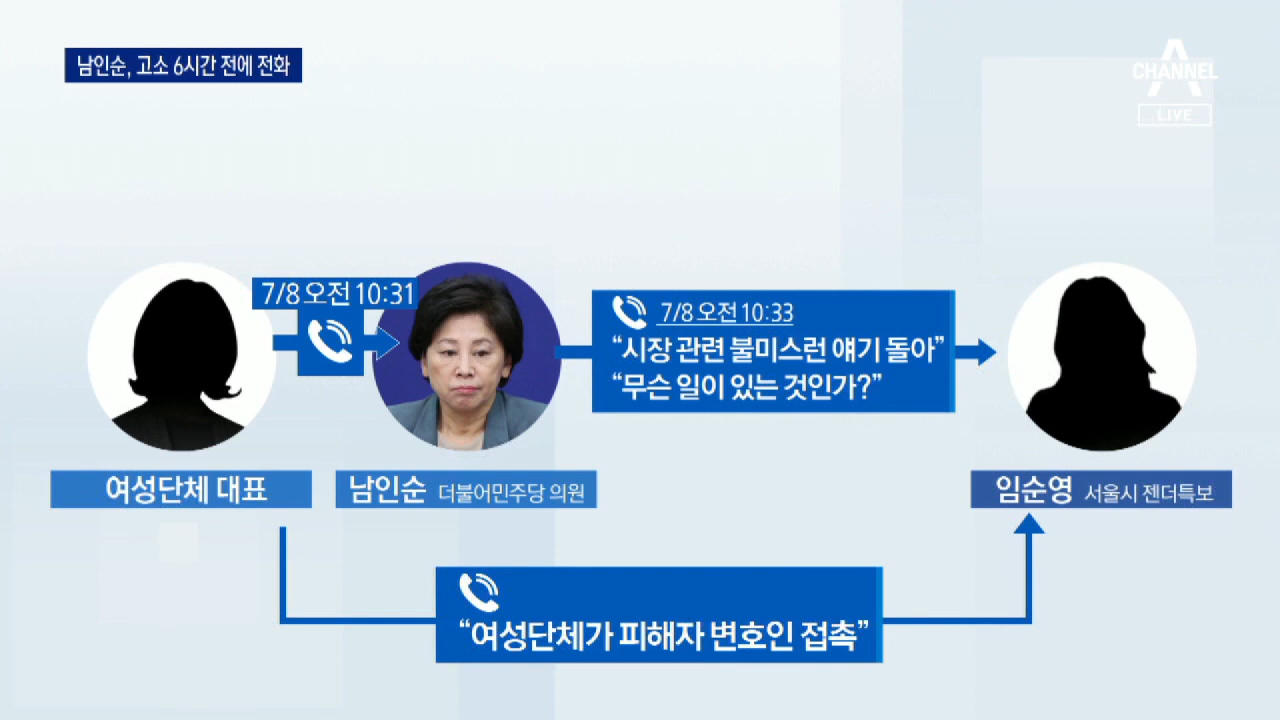 남인순, 고소 6시간 전에 전화
CHANNEL A
LIVE
7/8 오전 10:31
7/8 오전 10:33
“시장 관련 불미스런 얘기 돌아”
“무슨 일이 있는 것인가?”
여성단체 대표
남인순 더불어민주당 의원
임순영 서울시 젠더특보
“여성단체가 피해자 변호인 접촉”